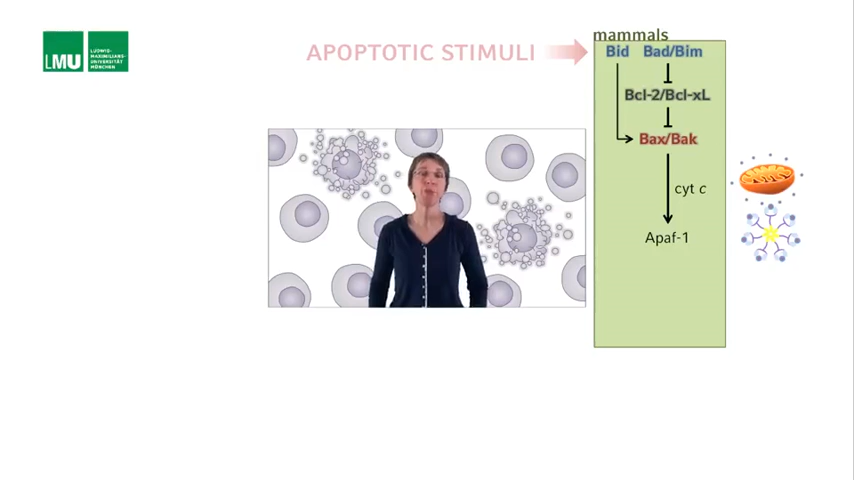 LMU
LUDWIG-
MAXIMILIANS-
UNIVERSITÄT
MÜNCHEN
APOPTOTIC STIMULI
mammals
Bid Bad/Bim
Bcl-2/Bcl-xL
Bax/Bak
cyt c
Apaf-1